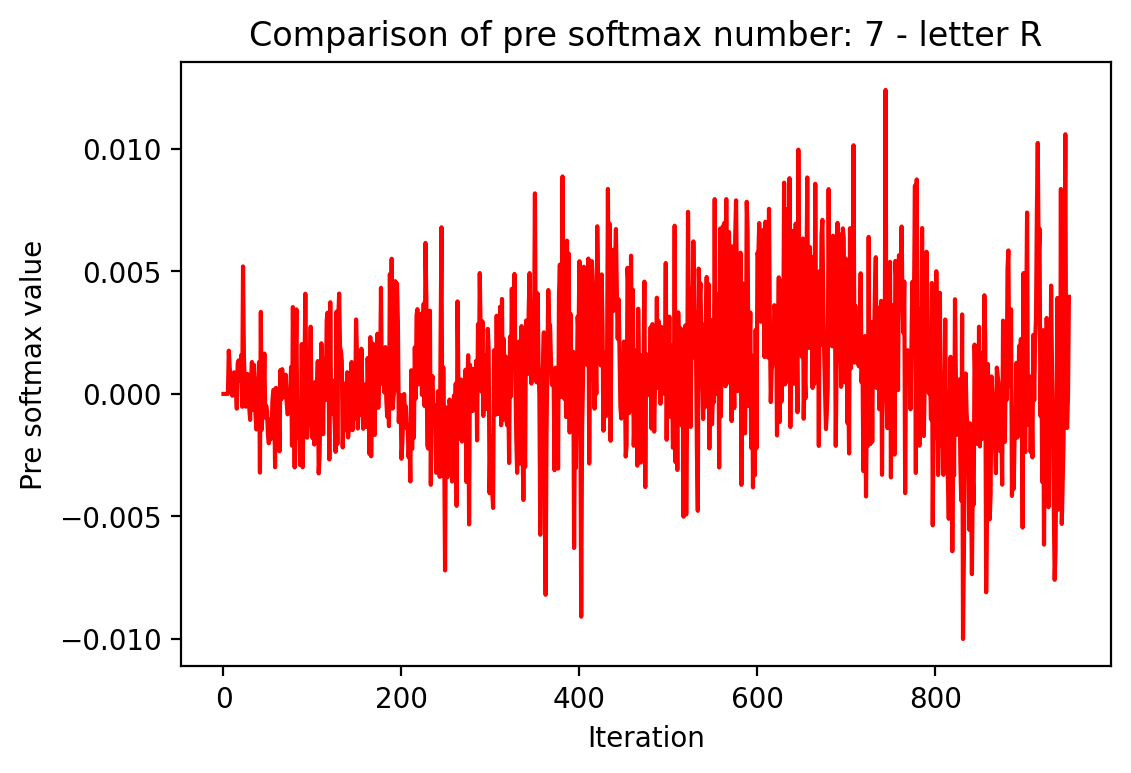 Comparison of pre softmax number: 7 - letter R
Pre softmax value
0.010
0.005
0.000
−0.005
−0.010
0 200 400 600 800
Iteration